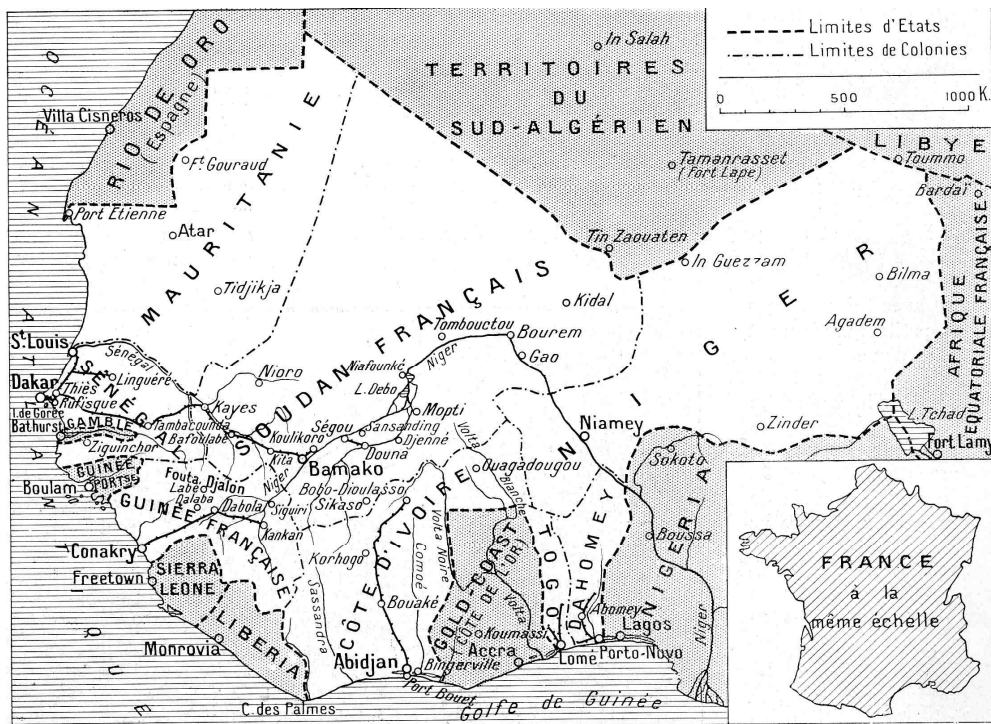 Limites d'Etats
Limites de Colonies
0 500 1000 K.
OCÉAN ATLANTIQUE
RIO DE ORO
(Espagne)
Villa Cisneros
Ft Gouraud
Port Etienne
Atar
Tidjikja
MAURITANIE
In Salah
TERRITOIRES
DU
SUD-ALGÉRIEN
Tamanrasset
(Fort Lape)
Tin Zaouaten
In Guezzam
LIBYE
Toummo
Bardaï
AFRIQUE
EQUATORIALE FRANÇAISE
Bilma
Agadem
NIGER
Zinder
L. Tchad
Fort Lamy
SOUDAN FRANÇAIS
Kidal
Tombouctou
Bourem
Gao
Niafounké
Niger
L. Debo
Mopti
Nioro
Kayes
Ségou
Sansanding
Djenné
Douna
Koulikoro
Kita
Bamako
Bafoulabé
Niger
Sikaso
St. Louis
Sénégal
Linguère
Dakar
Thiès
Rufisque
I. de Gorée
SÉNÉGAL
Tambacounda
Bathurst
GAMBIE
Ziguinchor
GUINÉE
PORTse
Boulam
Fouta Djalon
Labé
Dalaba
Dabola
Siguiri
Kankan
GUINÉE FRANÇAISE
Conakry
Freetown
SIERRA
LEONE
LIBERIA
Monrovia
C. des Palmes
Bobo-Dioulasso
Korhogo
Bouaké
CÔTE D'IVOIRE
Sassandra
Comoé
Abidjan
Bingerville
Port Bouet
Volta
Ouagadougou
Blanche
Volta Noire
GOLD-COAST
(CÔTE DE L'OR)
Volta
Koumassi
Accra
TOGO
Lomé
DAHOMEY
Abomey
Porto-Novo
Lagos
Niamey
Sokoto
Boussa
NIGERIA
Niger
Golfe de Guinée
FRANCE
à la
même échelle